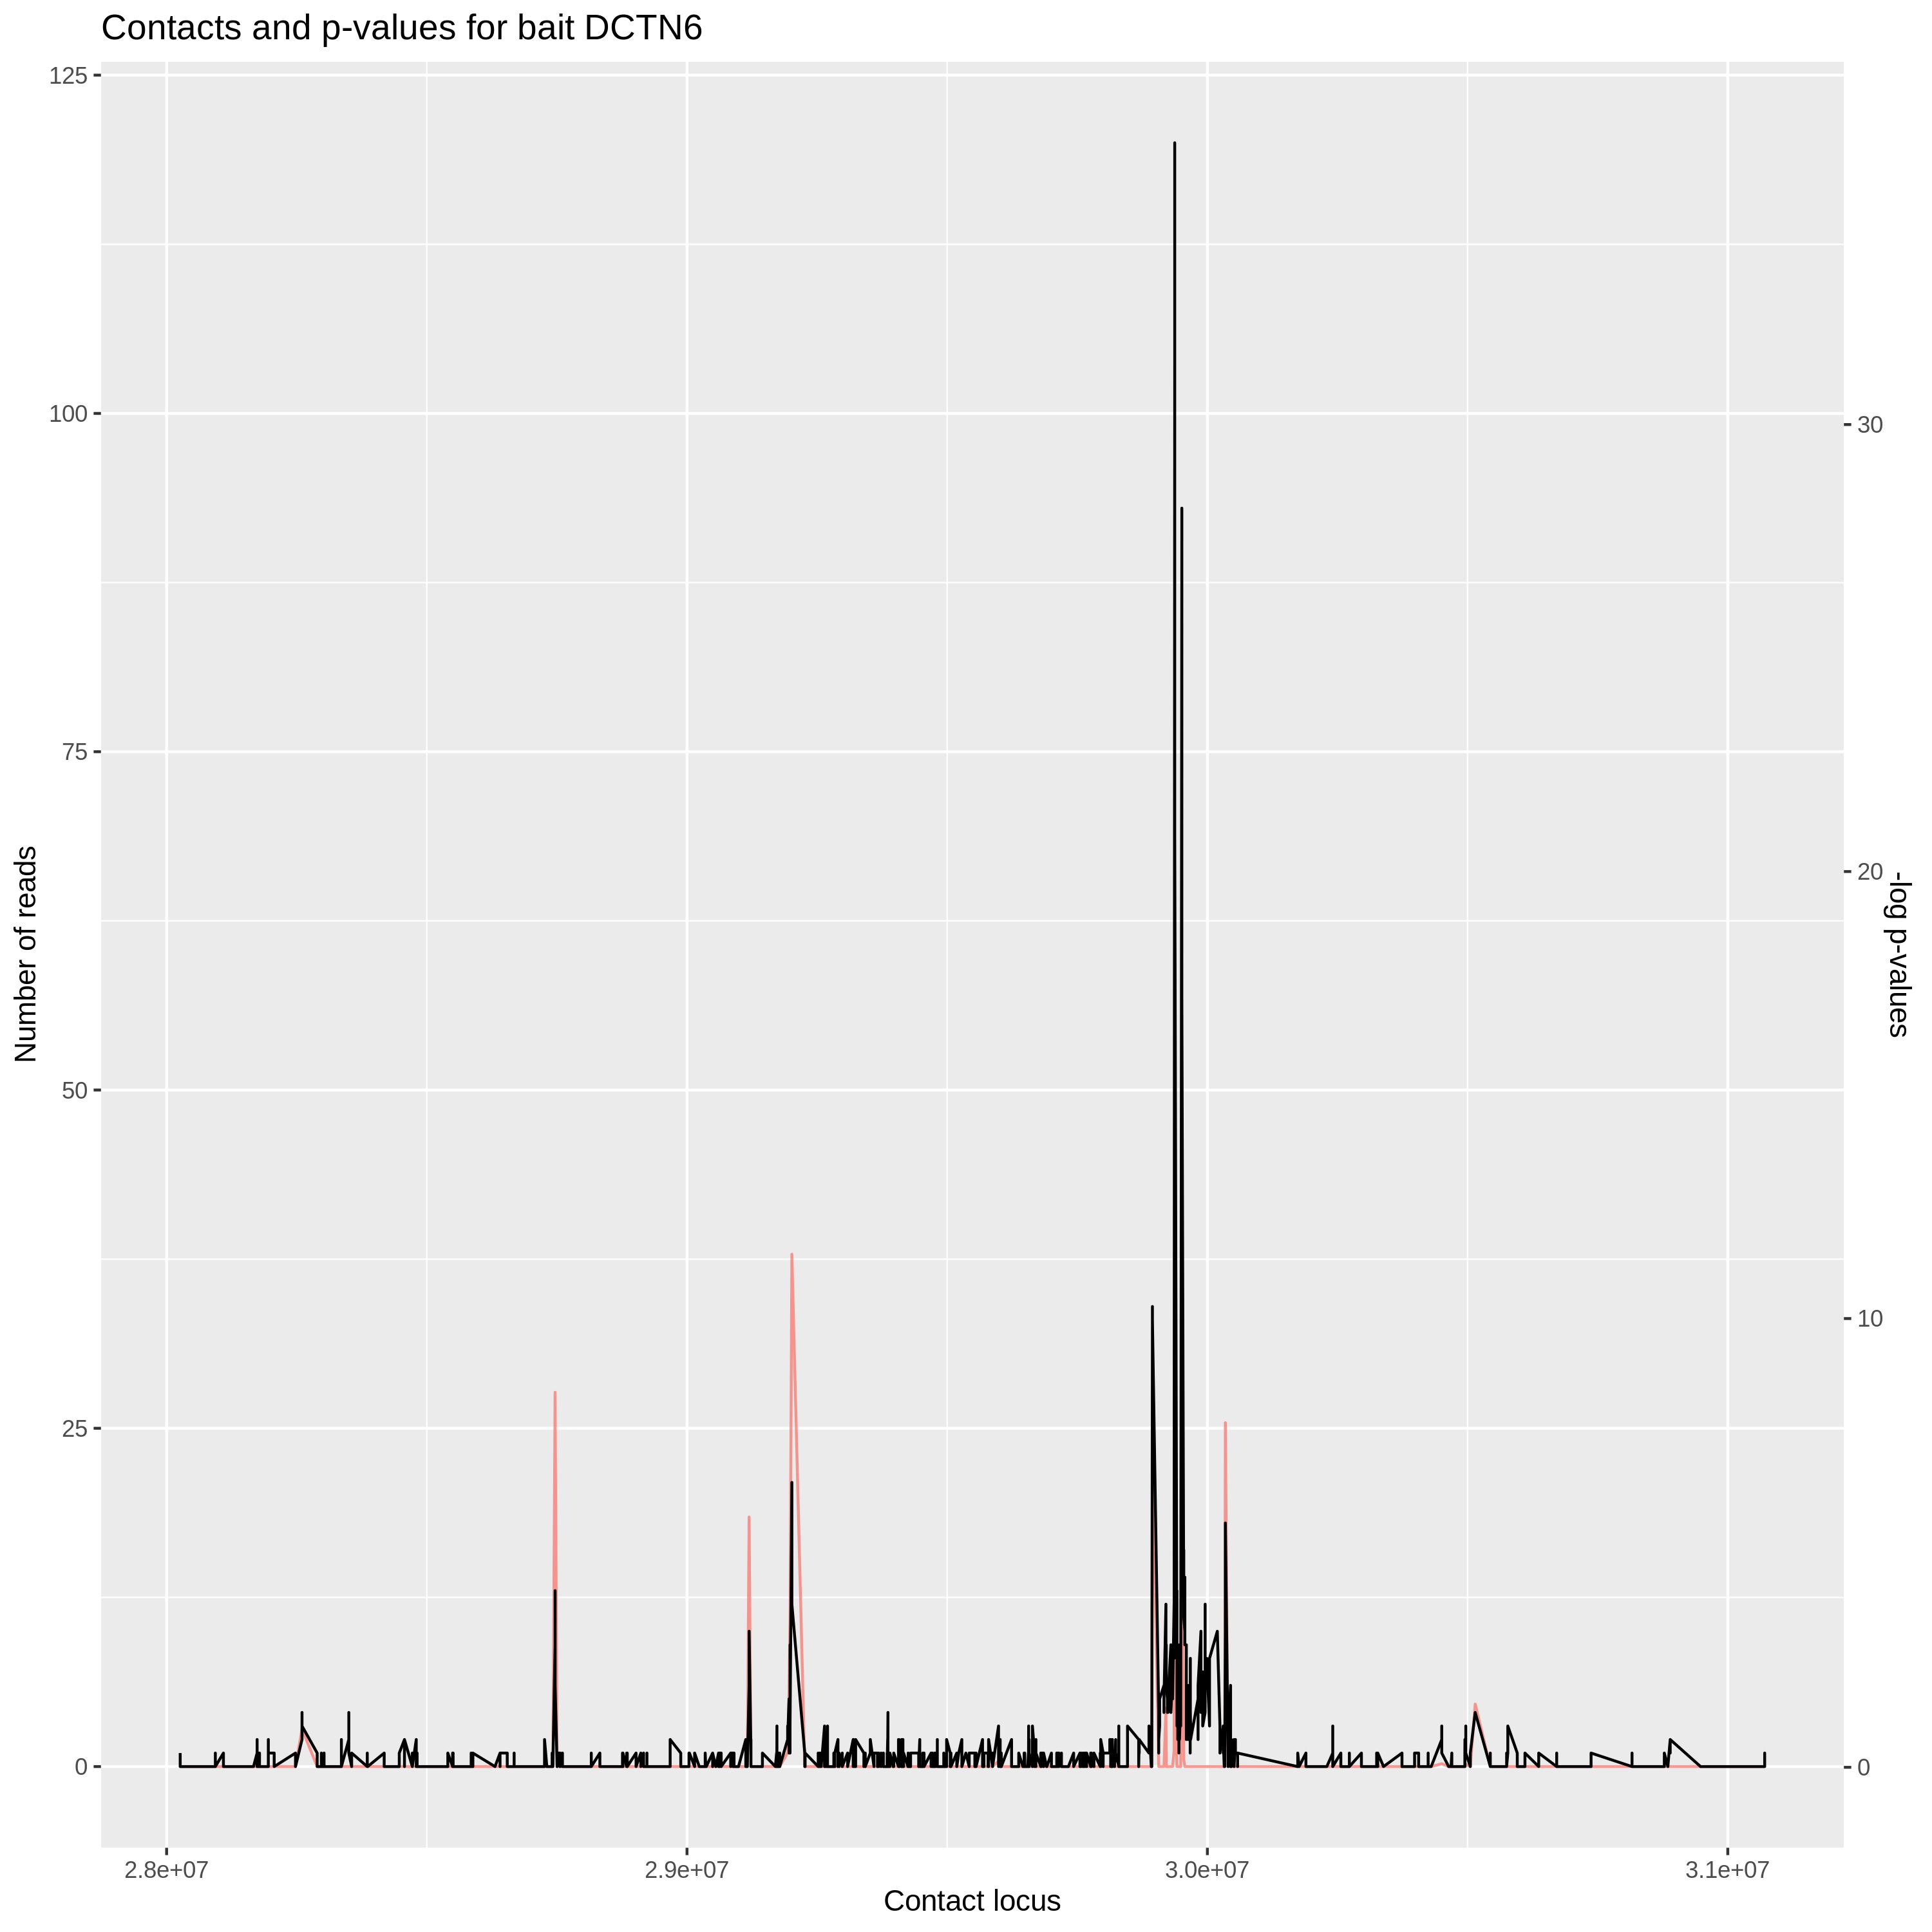 Contacts and p-values for bait DCTN6
125
100
75
50
25
0
Number of reads
30
20
10
0
-log p-values
2.8e+07
2.9e+07
3.0e+07
3.1e+07
Contact locus